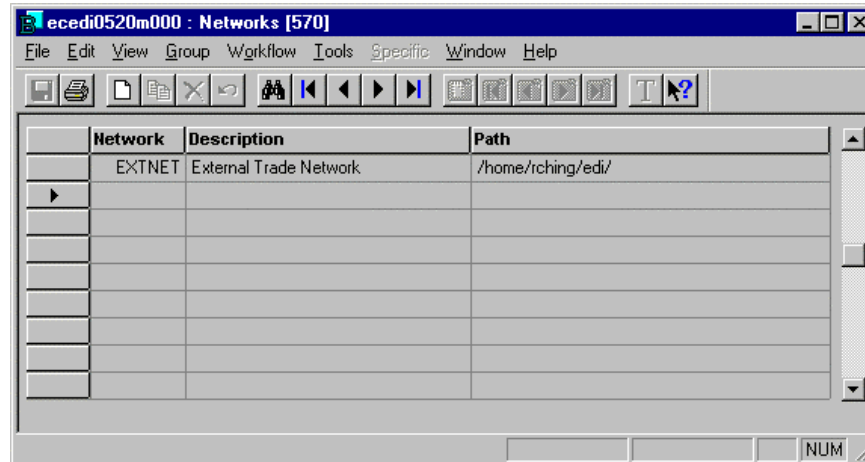 B ecedi0520m000 : Networks [570]
File Edit View Group Workflow Tools Specific Window Help
T ?
Network Description Path
EXTNET External Trade Network /home/rching/edi/
NUM